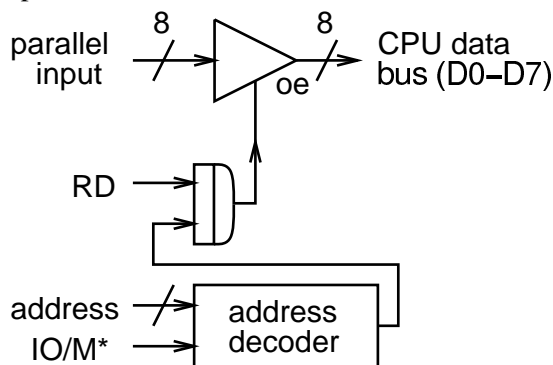 8
8
parallel
input
CPU data
bus (D0–D7)
oe
RD
address
IO/M*
address
decoder